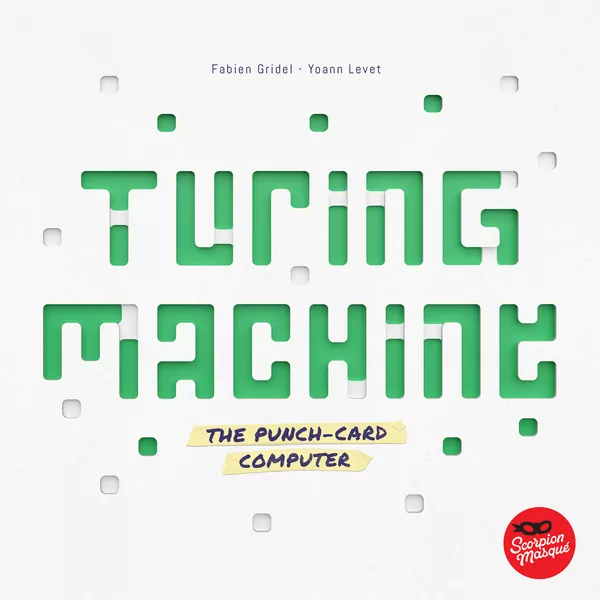 Fabien Gridel - Yoann Levet
TURING
MACHINE
THE PUNCH-CARD
COMPUTER
Scorpion
Masqué